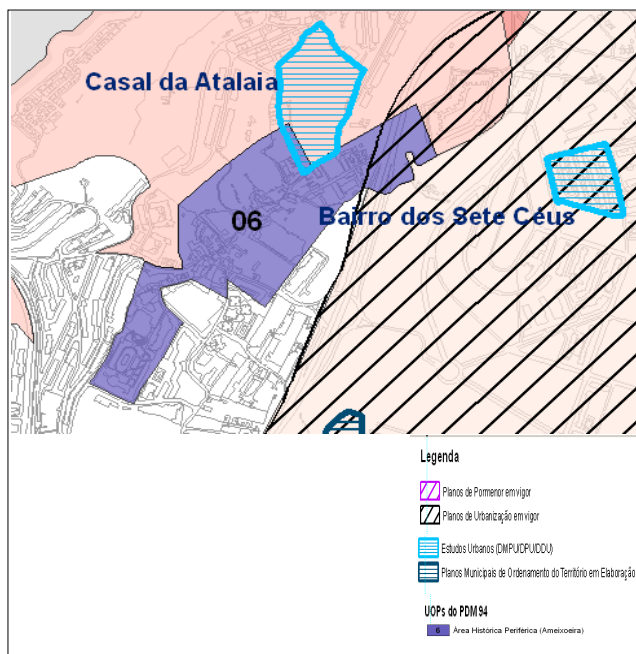 Casal da Atalaia
06
Bairro dos Sete Céus
Legenda
Planos de Pormenor em vigor
Planos de Urbanização em vigor
Estudos Urbanos (DMPU/DPU/DDU)
Planos Municipais de Ordenamento do Território em Elaboração
UOPs do PDM 94
6 Área Histórica Periférica (Ameixoeira)